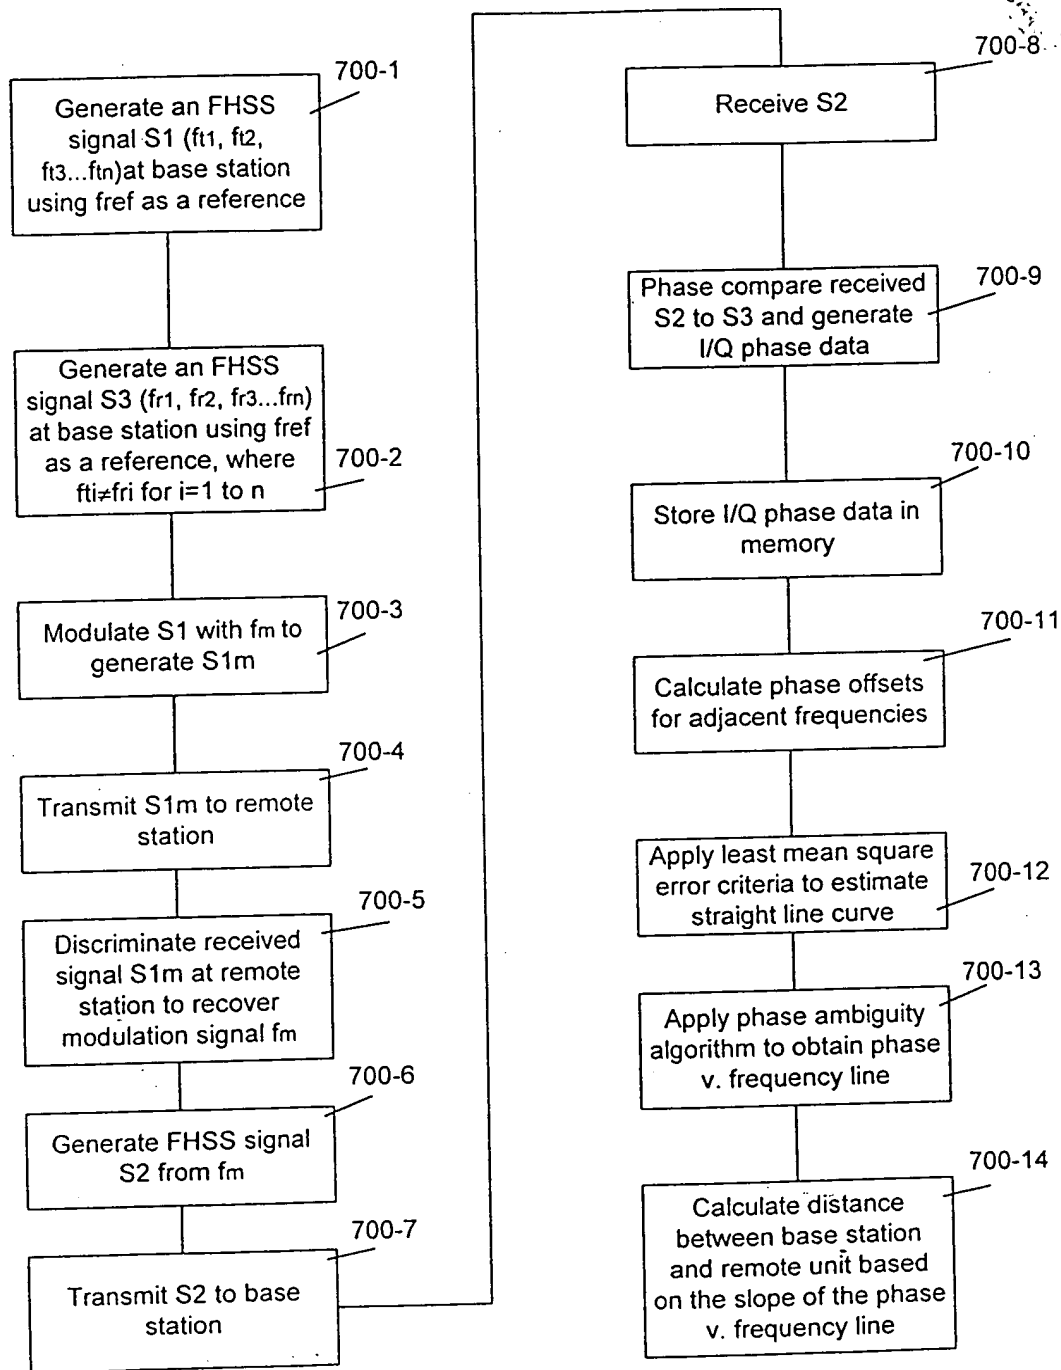 700-1
Generate an FHSS
signal S1 (ft1, ft2,
ft3...ftn)at base station
using fref as a reference
Generate an FHSS
signal S3 (fr1, fr2, fr3...frn)
at base station using fref
as a reference, where
fti≠fri for i=1 to n
700-2
Modulate S1 with fm to
generate S1m
700-3
700-4
Transmit S1m to remote
station
700-5
Discriminate received
signal S1m at remote
station to recover
modulation signal fm
700-6
Generate FHSS signal
S2 from fm
700-7
Transmit S2 to base
station
700-8
Receive S2
700-9
Phase compare received
S2 to S3 and generate
I/Q phase data
700-10
Store I/Q phase data in
memory
700-11
Calculate phase offsets
for adjacent frequencies
Apply least mean square
error criteria to estimate
straight line curve
700-12
700-13
Apply phase ambiguity
algorithm to obtain phase
v. frequency line
700-14
Calculate distance
between base station
and remote unit based
on the slope of the phase
v. frequency line